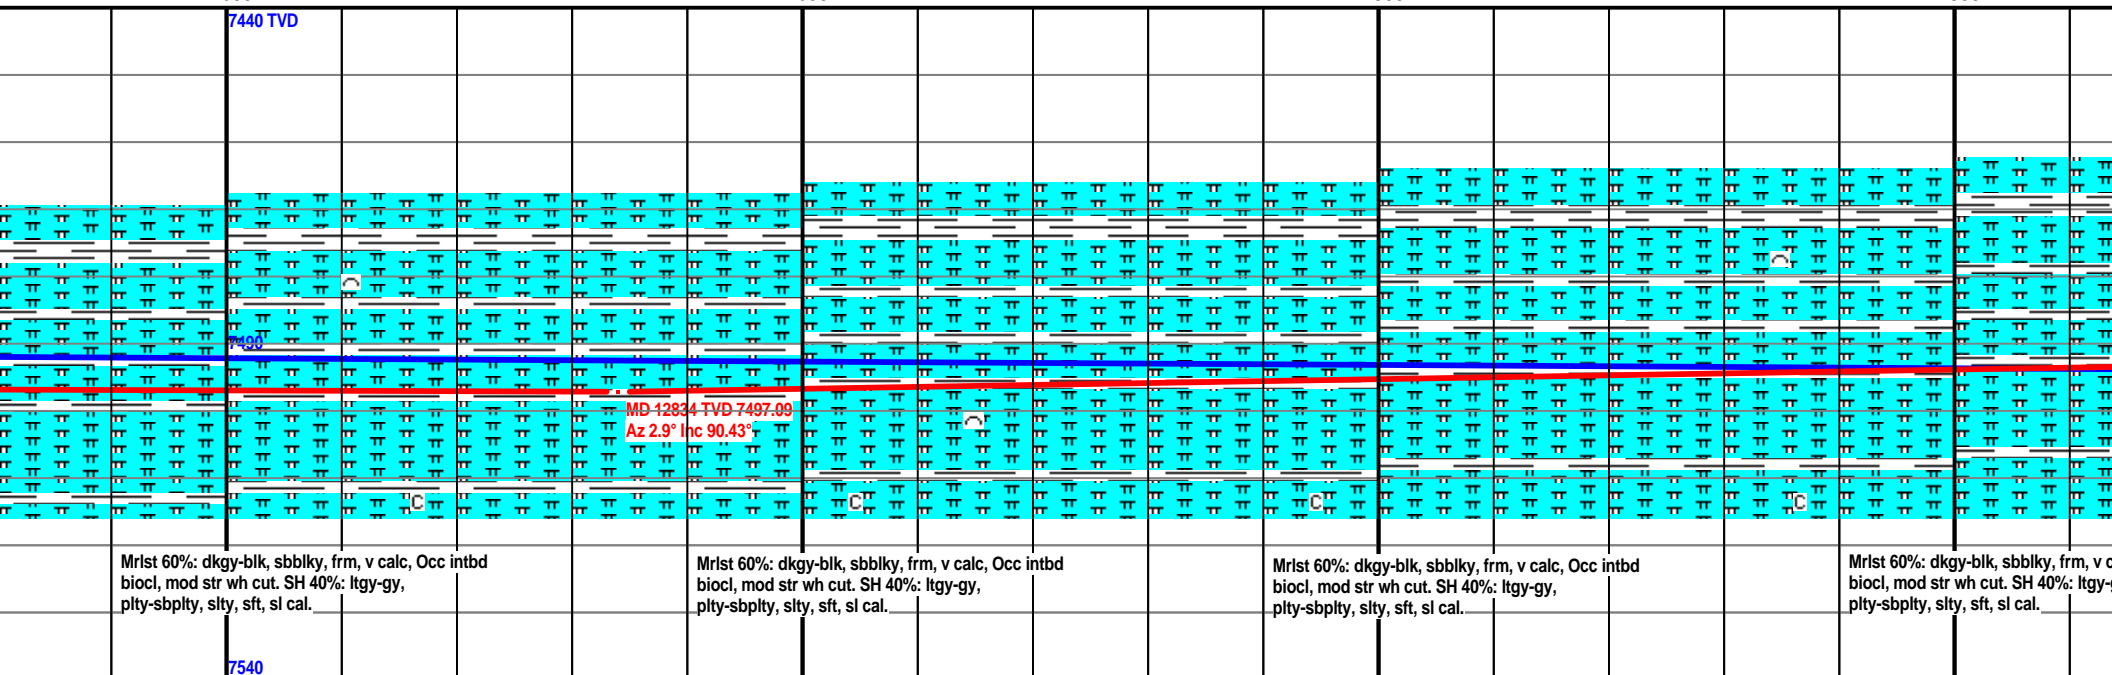 7440 TVD
7490
MD 12834 TVD 7497.09
Az 2.9° Inc 90.43°
C
C
C
C
Mrlst 60%: dkgy-blk, sbblky, frm, v calc, Occ intbd
biocl, mod str wh cut. SH 40%: ltgy-gy,
plty-sbplty, slty, sft, sl cal.
Mrlst 60%: dkgy-blk, sbblky, frm, v calc, Occ intbd
biocl, mod str wh cut. SH 40%: ltgy-gy,
plty-sbplty, slty, sft, sl cal.
Mrlst 60%: dkgy-blk, sbblky, frm, v calc, Occ intbd
biocl, mod str wh cut. SH 40%: ltgy-gy,
plty-sbplty, slty, sft, sl cal.
Mrlst 60%: dkgy-blk, sbblky, frm, v c
biocl, mod str wh cut. SH 40%: ltgy-
plty-sbplty, slty, sft, sl cal.
7540